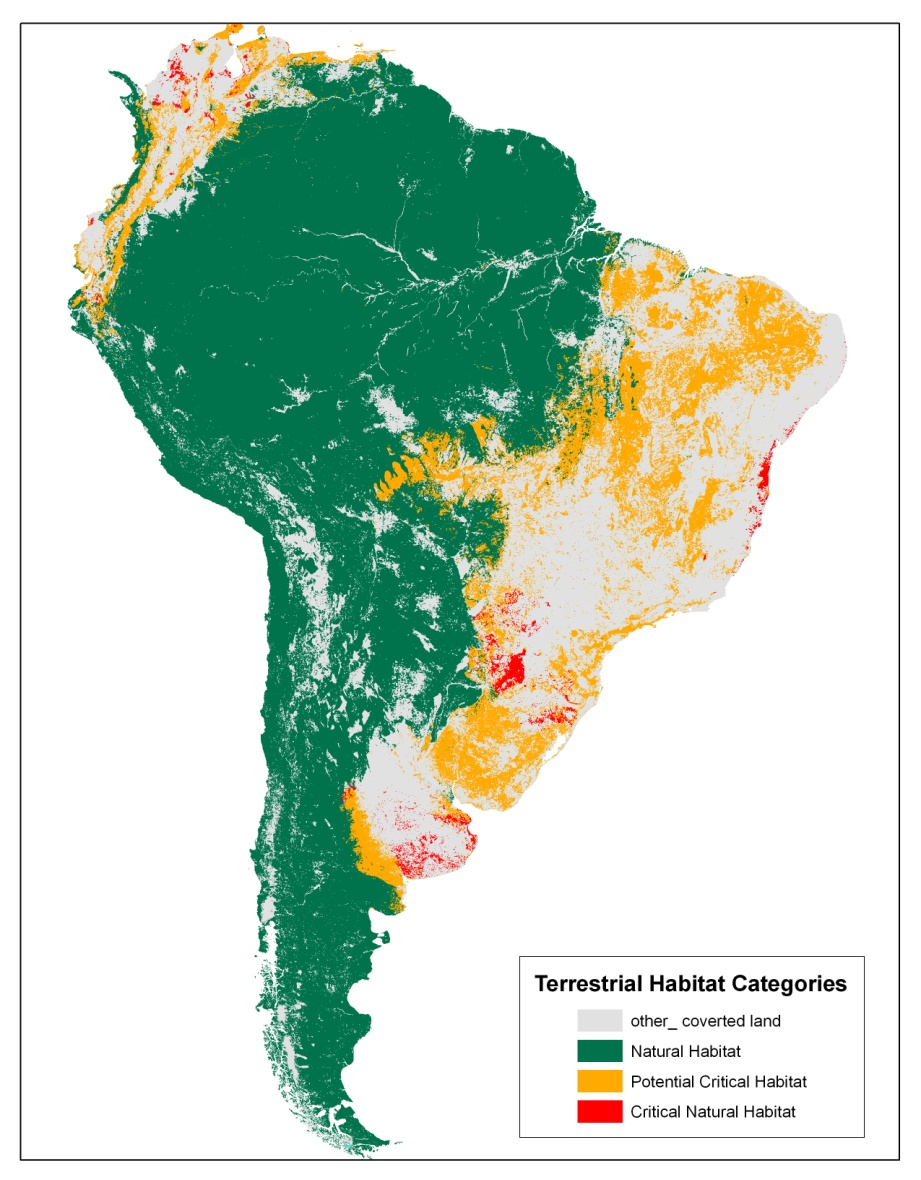 Terrestrial Habitat Categories
other_ coverted land
Natural Habitat
Potential Critical Habitat
Critical Natural Habitat